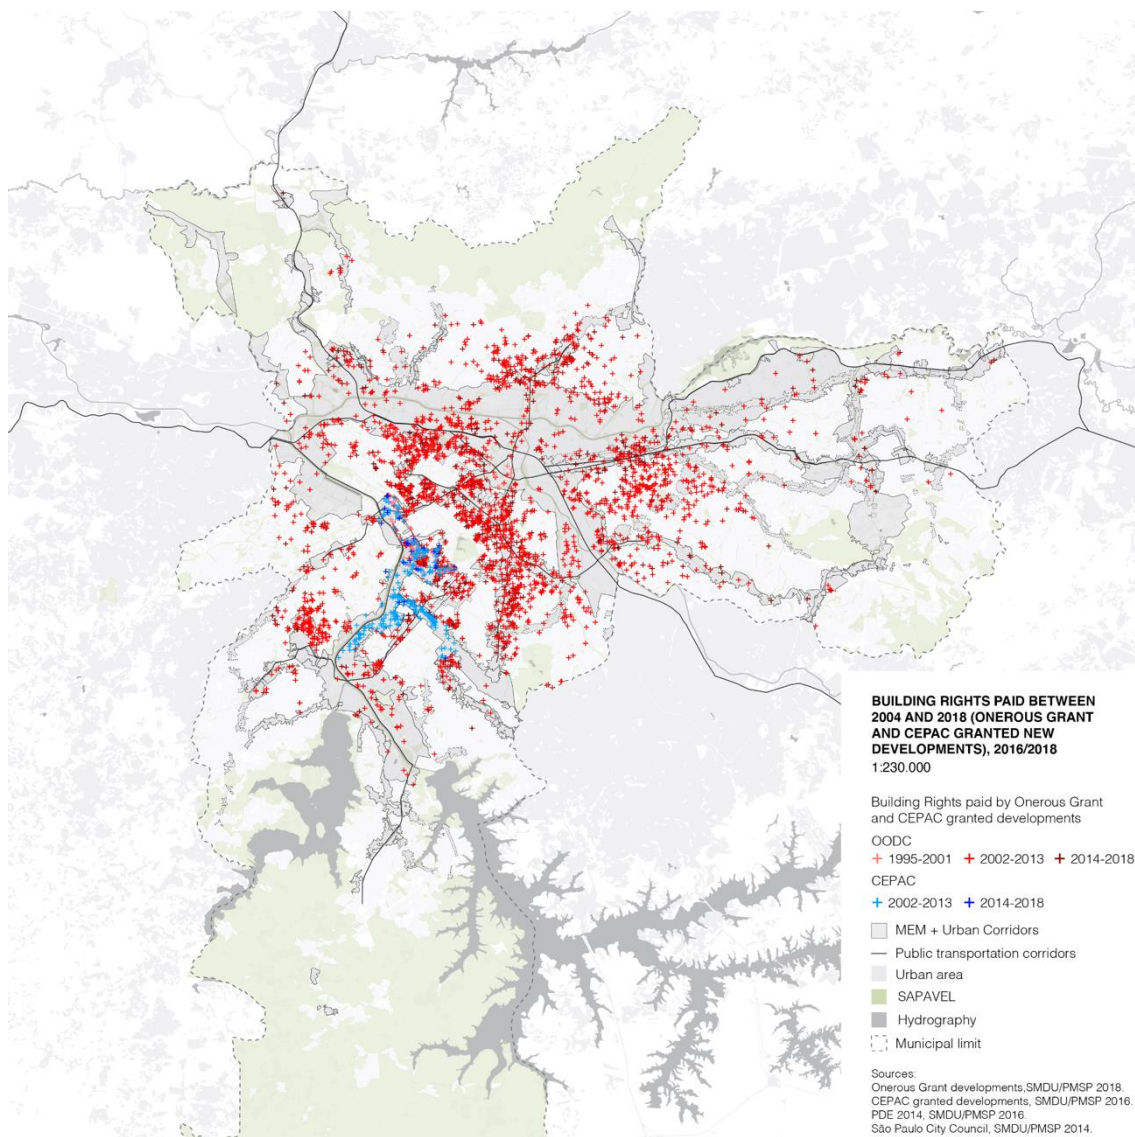 BUILDING RIGHTS PAID BETWEEN
2004 AND 2018 (ONEROUS GRANT
AND CEPAC GRANTED NEW
DEVELOPMENTS), 2016/2018
1:230.000
Building Rights paid by Onerous Grant
and CEPAC granted developments
OODC
1995-2001 2002-2013 2014-2018
CEPAC
2002-2013 2014-2018
MEM + Urban Corridors
Public transportation corridors
Urban area
SAPAVEL
Hydrography
Municipal limit
Sources:
Onerous Grant developments,SMDU/PMSP 2018.
CEPAC granted developments, SMDU/PMSP 2016.
PDE 2014, SMDU/PMSP 2016.
São Paulo City Council, SMDU/PMSP 2014.